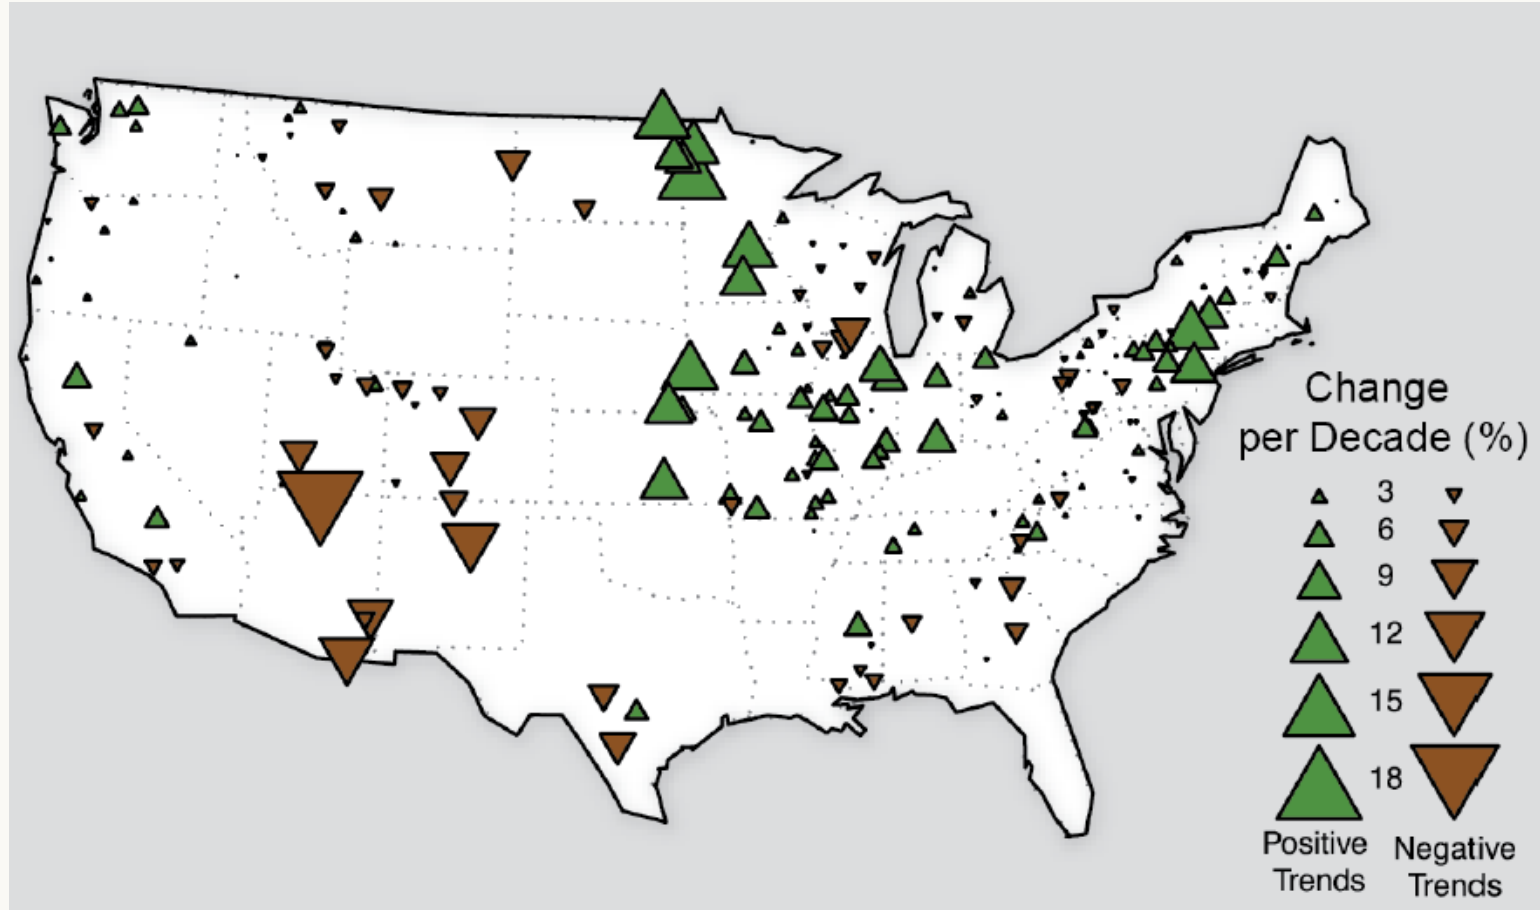 Change
per Decade (%)
3
6
9
12
15
18
Positive
Trends
Negative
Trends